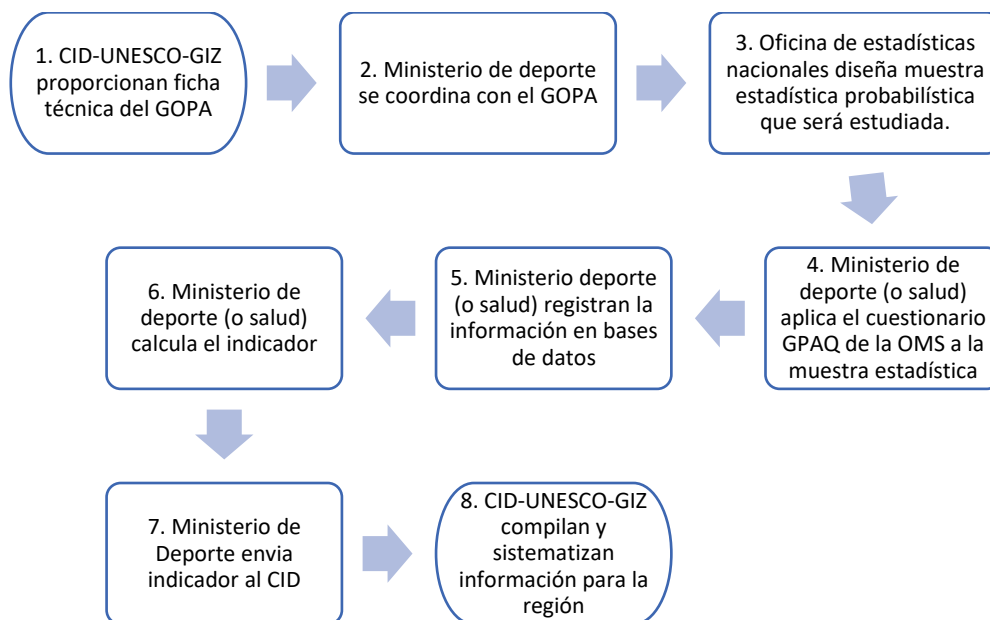 1. CID-UNESCO-GIZ
proporcionan ficha
técnica del GOPA
2. Ministerio de deporte
se coordina con el GOPA
3. Oficina de estadísticas
nacionales diseña muestra
estadística probabilística
que será estudiada.
4. Ministerio de
deporte (o salud)
aplica el cuestionario
GPAQ de la OMS a la
muestra estadística
5. Ministerio deporte
(o salud) registran la
información en bases
de datos
6. Ministerio de
deporte (o salud)
calcula el indicador
7. Ministerio de
Deporte envia
indicador al CID
8. CID-UNESCO-GIZ
compilan y
sistematizan
información para la
región